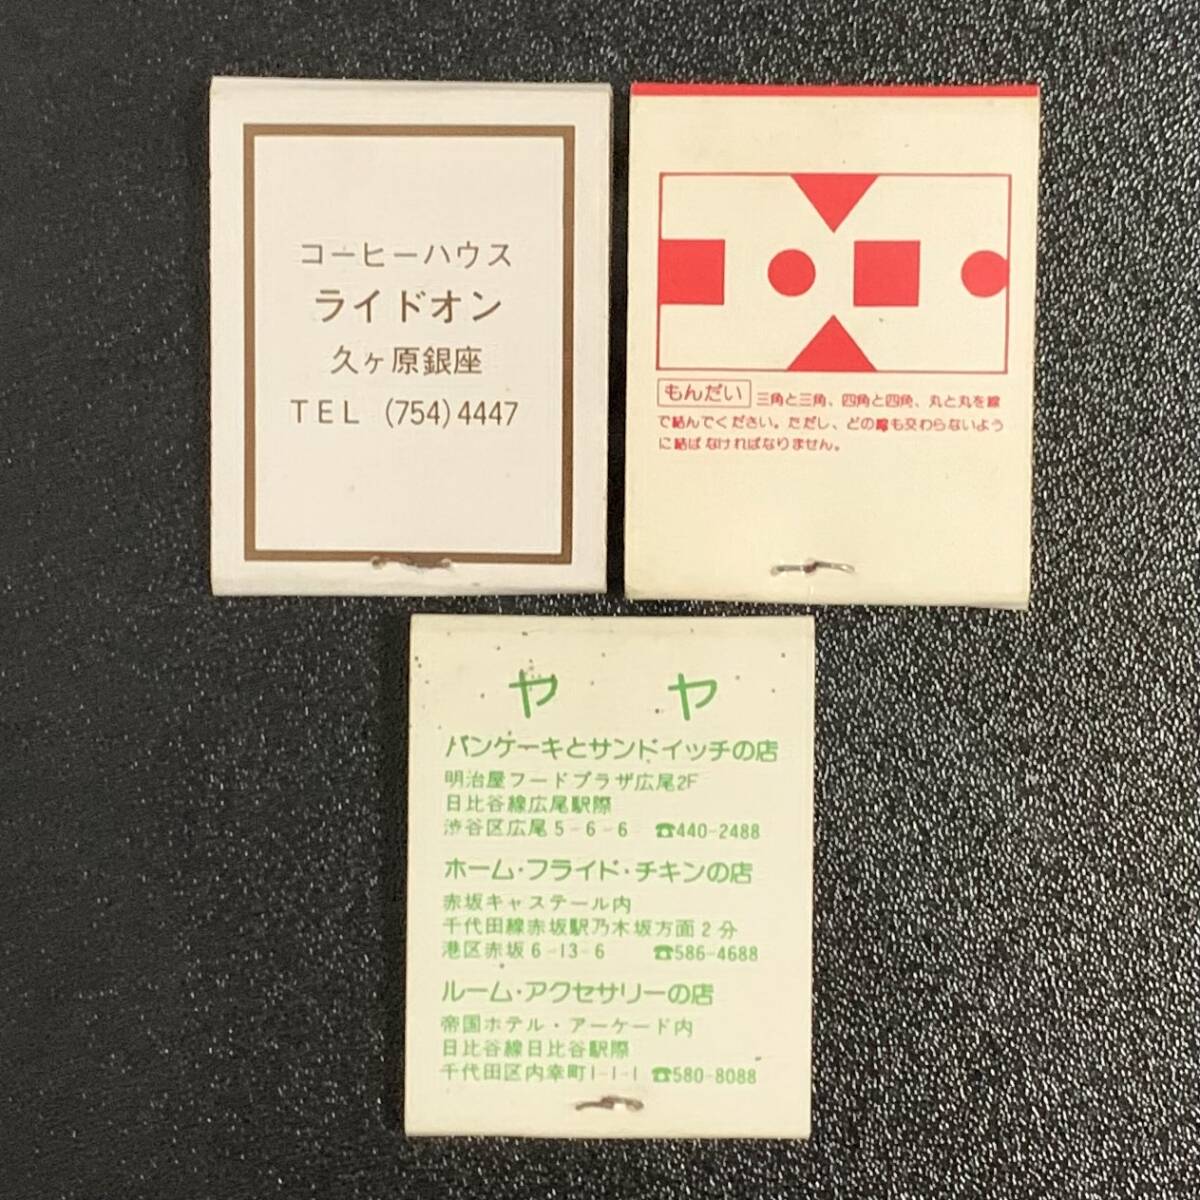 コーヒーハウス
ライドオン
久ヶ原銀座
TEL (754)4447
もんだい 三角と三角、四角と四角、丸と丸を線
で結んでください。ただし、どの線も交わらないよう
に結ばなければなりません。
ヤヤ
パンケーキとサンドイッチの店
明治屋フードプラザ広尾2F
日比谷線広尾駅際
渋谷区広尾5-6-6 ☎440-2488
ホーム・フライド・チキンの店
赤坂キャステール内
千代田線赤坂駅乃木坂方面2分
港区赤坂6-13-6 ☎586-4688
ルーム・アクセサリーの店
帝国ホテル・アーケード内
日比谷線日比谷駅際
千代田区内幸町1-1-1 ☎580-8088